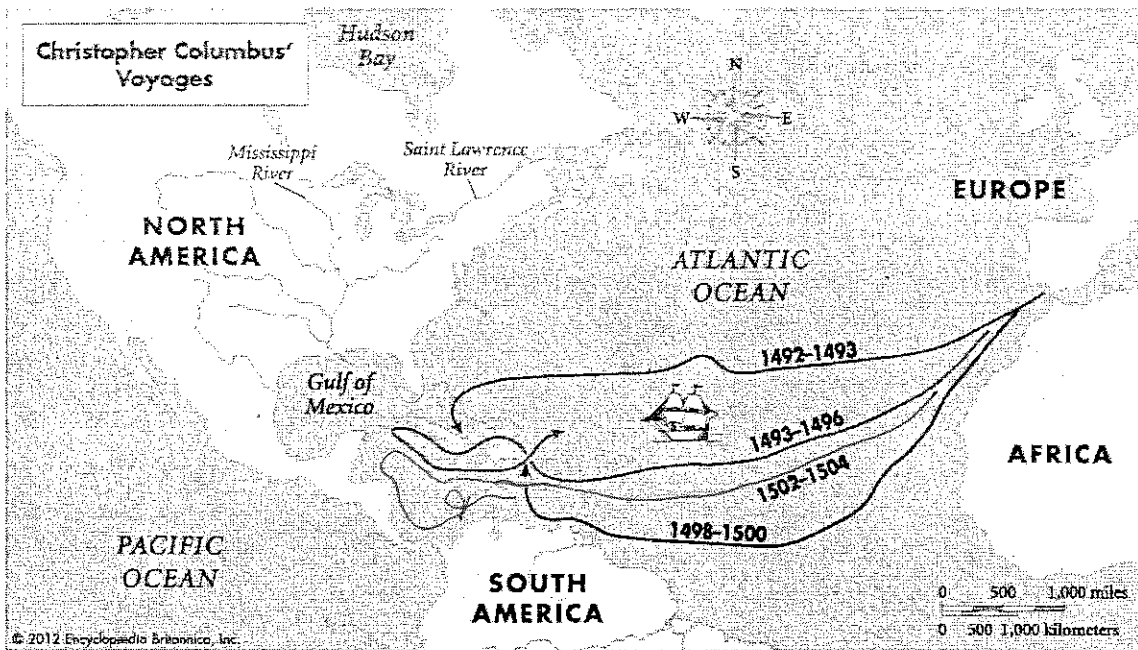 Christopher Columbus'
Voyages
Hudson
Bay
N
W
E
S
Mississippi
River
Saint Lawrence
River
EUROPE
NORTH
AMERICA
ATLANTIC
OCEAN
1492–1493
Gulf of
Mexico
1493–1496
AFRICA
1502–1504
1498–1500
PACIFIC
OCEAN
SOUTH
AMERICA
0 500 1,000 miles
0 500 1,000 kilometers
© 2012 Encyclopædia Britannica, Inc.